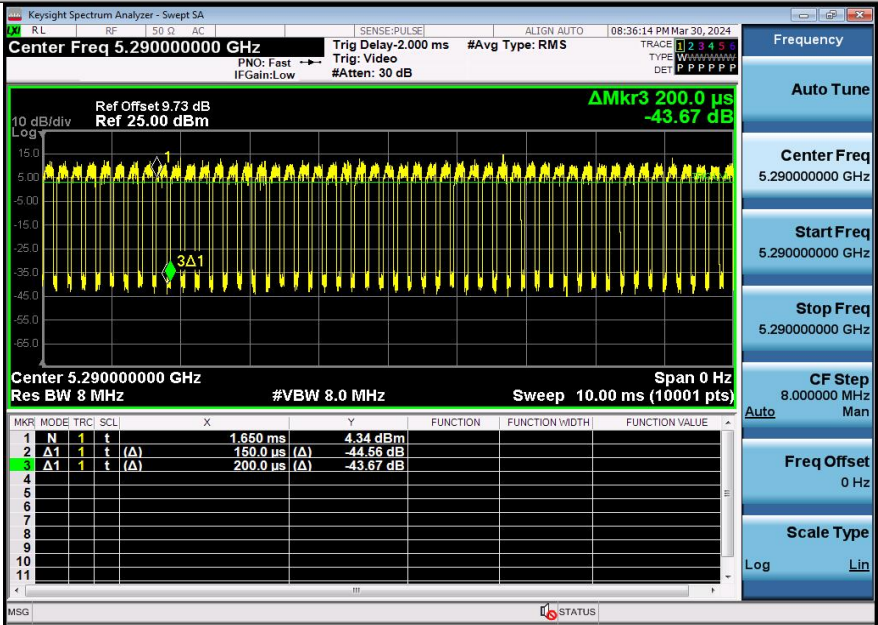 Keysight Spectrum Analyzer - Swept SA
LXI RL RF 50 Ω AC SENSE:PULSE ALIGN AUTO 08:36:14 PM Mar 30, 2024
Center Freq 5.290000000 GHz
PNO: Fast
IFGain:Low
Trig Delay-2.000 ms
Trig: Video
#Atten: 30 dB
#Avg Type: RMS
TRACE 1 2 3 4 5 6
TYPE WWWWWW
DET P P P P P P
Ref Offset 9.73 dB
Ref 25.00 dBm
10 dB/div
Log
ΔMkr3 200.0 µs
-43.67 dB
15.0
5.00
-5.00
-15.0
-25.0
-35.0
-45.0
-55.0
-65.0
1
3Δ1
Center 5.290000000 GHz Span 0 Hz
Res BW 8 MHz #VBW 8.0 MHz Sweep 10.00 ms (10001 pts)
MKR MODE TRC SCL X Y FUNCTION FUNCTION WIDTH FUNCTION VALUE
1 N 1 t 1.650 ms 4.34 dBm
2 Δ1 1 t (Δ) 150.0 µs (Δ) -44.56 dB
3 Δ1 1 t (Δ) 200.0 µs (Δ) -43.67 dB
4
5
6
7
8
9
10
11
MSG STATUS
Frequency
Auto Tune
Center Freq
5.290000000 GHz
Start Freq
5.290000000 GHz
Stop Freq
5.290000000 GHz
CF Step
8.000000 MHz
Auto Man
Freq Offset
0 Hz
Scale Type
Log Lin